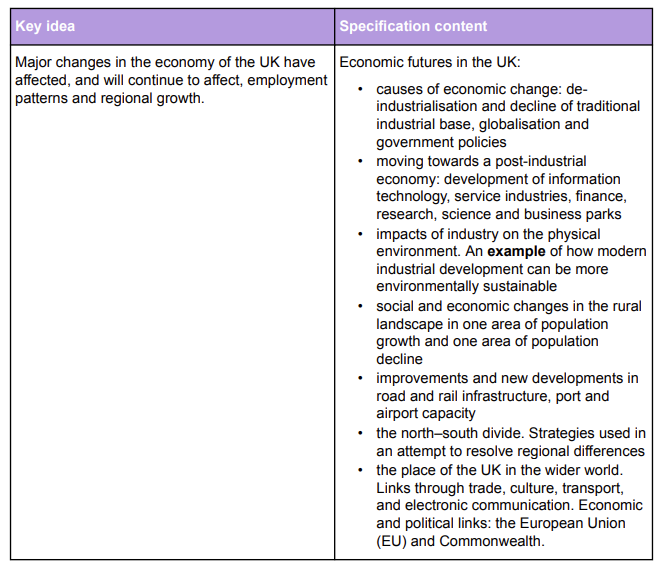 Key idea
Specification content
Major changes in the economy of the UK have
affected, and will continue to affect, employment
patterns and regional growth.
Economic futures in the UK:
• causes of economic change: de-
industrialisation and decline of traditional
industrial base, globalisation and
government policies
• moving towards a post-industrial
economy: development of information
technology, service industries, finance,
research, science and business parks
• impacts of industry on the physical
environment. An example of how modern
industrial development can be more
environmentally sustainable
• social and economic changes in the rural
landscape in one area of population
growth and one area of population
decline
• improvements and new developments in
road and rail infrastructure, port and
airport capacity
• the north–south divide. Strategies used in
an attempt to resolve regional differences
• the place of the UK in the wider world.
Links through trade, culture, transport,
and electronic communication. Economic
and political links: the European Union
(EU) and Commonwealth.